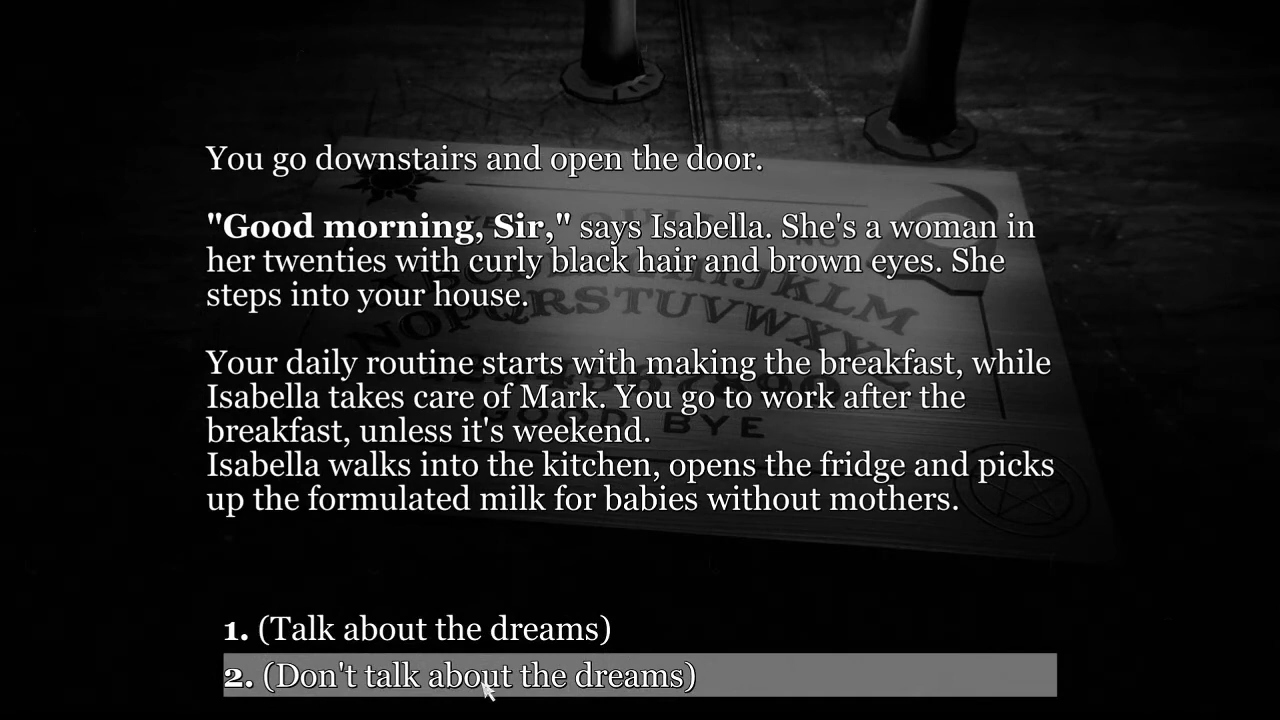 You go downstairs and open the door.
"Good morning, Sir," says Isabella. She's a woman in
her twenties with curly black hair and brown eyes. She
steps into your house.
Your daily routine starts with making the breakfast, while
Isabella takes care of Mark. You go to work after the
breakfast, unless it's weekend.
Isabella walks into the kitchen, opens the fridge and picks
up the formulated milk for babies without mothers.
1. (Talk about the dreams)
2. (Don't talk about the dreams)
NO
JKLM
NOPQRSTUVWXY
BYE